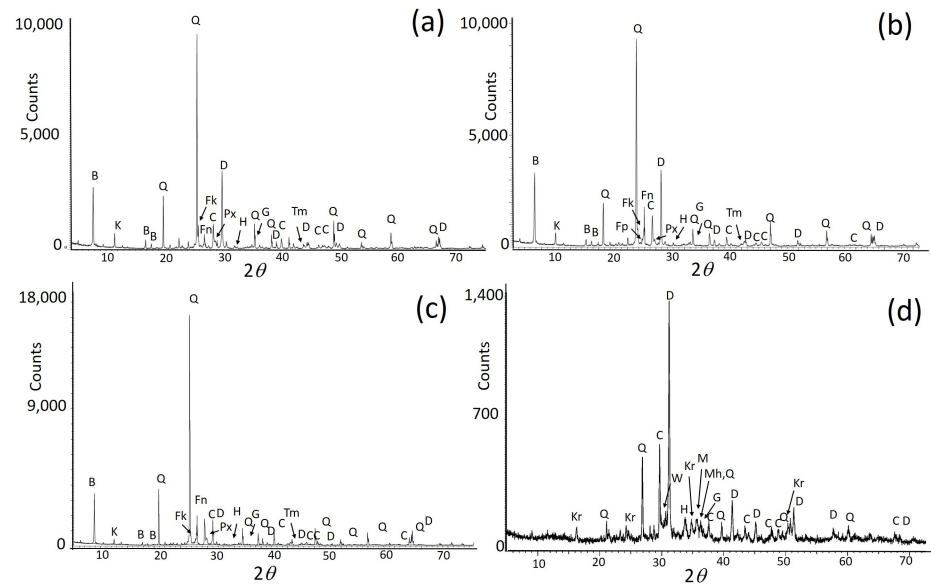 (a)
10,000
5,000
0
Counts
B
K
B
B
Q
Q
Fk
Fn
C
D
Px
H
Q
G
Q
D
C
Tm
D
C
C
Q
D
Q
Q
Q
D
10 20 30 40 50 60 70
2θ
(b)
10,000
5,000
0
Counts
B
K
B
B
Q
Fp
Fk
Q
Fn
C
D
Px
H
Q
G
Q
D
C
Tm
D
C
C
Q
D
Q
C
Q
D
10 20 30 40 50 60 70
2θ
(c)
18,000
9,000
0
Counts
B
K
B
B
Q
Fk
Q
Fn
C
D
Px
H
Q
Q
C
Tm
D
C
C
Q
D
Q
Q
C
Q
D
10 20 30 40 50 60 70
2θ
(d)
1,400
700
0
Counts
Kr
Q
Kr
Q
C
W
D
H
Kr
M
Mh,Q
G
C
Q
D
C
D
C
C
Q
Kr
D
D
Q
C
D
10 20 30 40 50 60 70
2θ